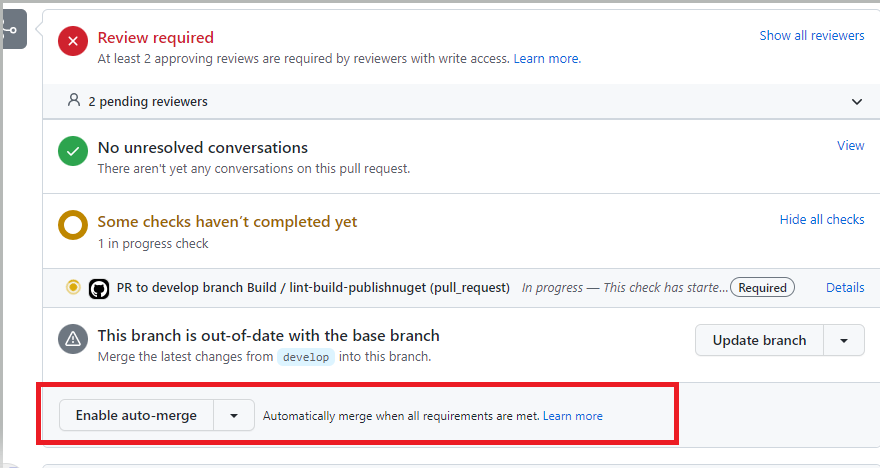 Review required
Show all reviewers
At least 2 approving reviews are required by reviewers with write access. Learn more.
2 pending reviewers
No unresolved conversations
View
There aren't yet any conversations on this pull request.
Some checks haven't completed yet
Hide all checks
1 in progress check
PR to develop branch Build / lint-build-publishnuget (pull_request) In progress — This check has starte... Required Details
This branch is out-of-date with the base branch
Update branch
Merge the latest changes from develop into this branch.
Enable auto-merge Automatically merge when all requirements are met. Learn more